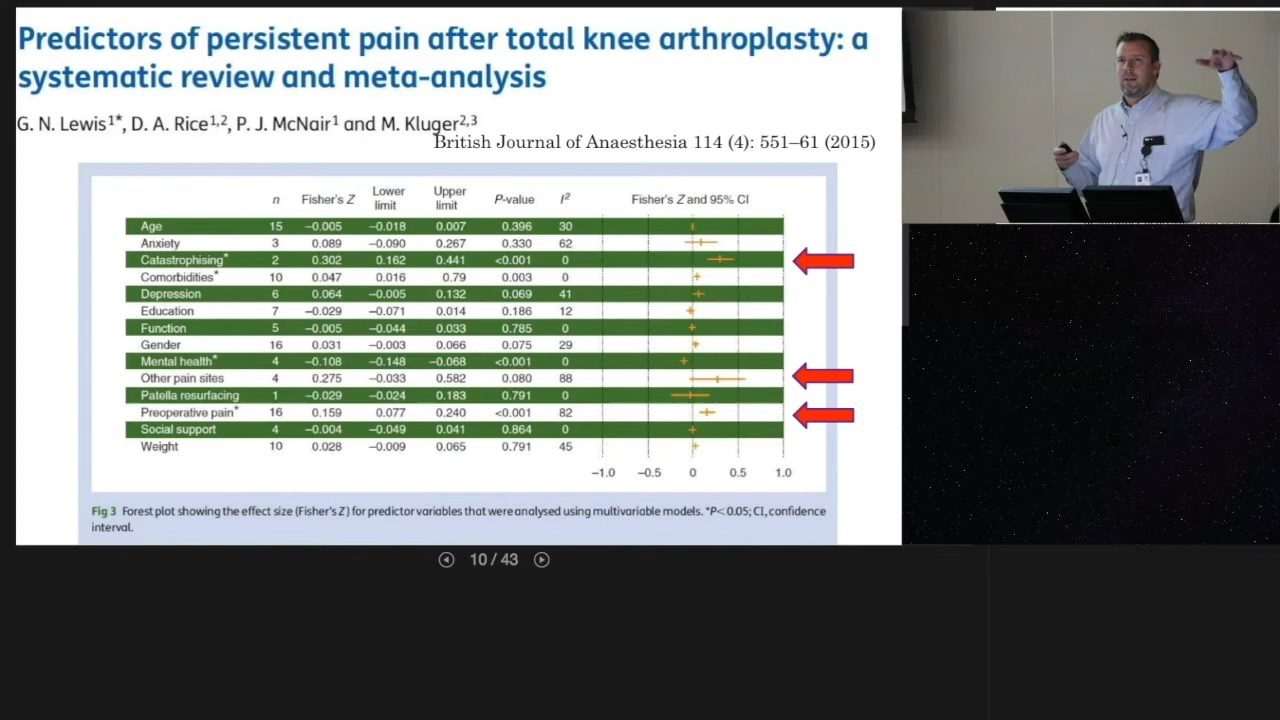 Predictors of persistent pain after total knee arthroplasty: a
systematic review and meta-analysis
G. N. Lewis1*, D. A. Rice1,2, P. J. McNair1 and M. Kluger2,3
British Journal of Anaesthesia 114 (4): 551–61 (2015)
n Fisher's Z Lower limit Upper limit P-value I2 Fisher's Z and 95% CI
Age 15 −0.005 −0.018 0.007 0.396 30
Anxiety 3 0.089 −0.090 0.267 0.330 62
Catastrophising* 2 0.302 0.162 0.441 <0.001 0
Comorbidities* 10 0.047 0.016 0.79 0.003 0
Depression 6 0.064 −0.005 0.132 0.069 41
Education 7 −0.029 −0.071 0.014 0.186 12
Function 5 −0.005 −0.044 0.033 0.785 0
Gender 16 0.031 −0.003 0.066 0.075 29
Mental health* 4 −0.108 −0.148 −0.068 <0.001 0
Other pain sites 4 0.275 −0.033 0.582 0.080 88
Patella resurfacing 1 −0.029 −0.024 0.183 0.791 0
Preoperative pain* 16 0.159 0.077 0.240 <0.001 82
Social support 4 −0.004 −0.049 0.041 0.864 0
Weight 10 0.028 −0.009 0.065 0.791 45
−1.0 −0.5 0 0.5 1.0
Fig 3 Forest plot showing the effect size (Fisher's Z) for predictor variables that were analysed using multivariable models. *P<0.05; CI, confidence
interval.
10 / 43